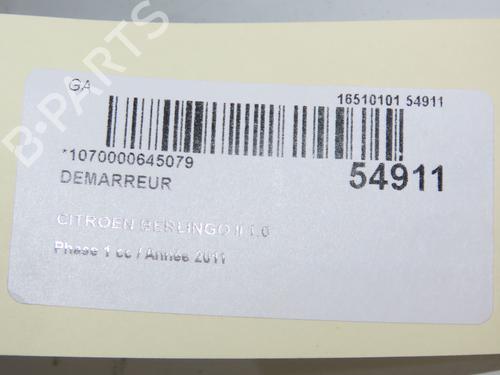 GA
16510101 54911
*1070000645079
DEMARREUR
54911
CITROEN BERLINGO II 1.6
Phase 1 cc / Année 2011
B-PARTS